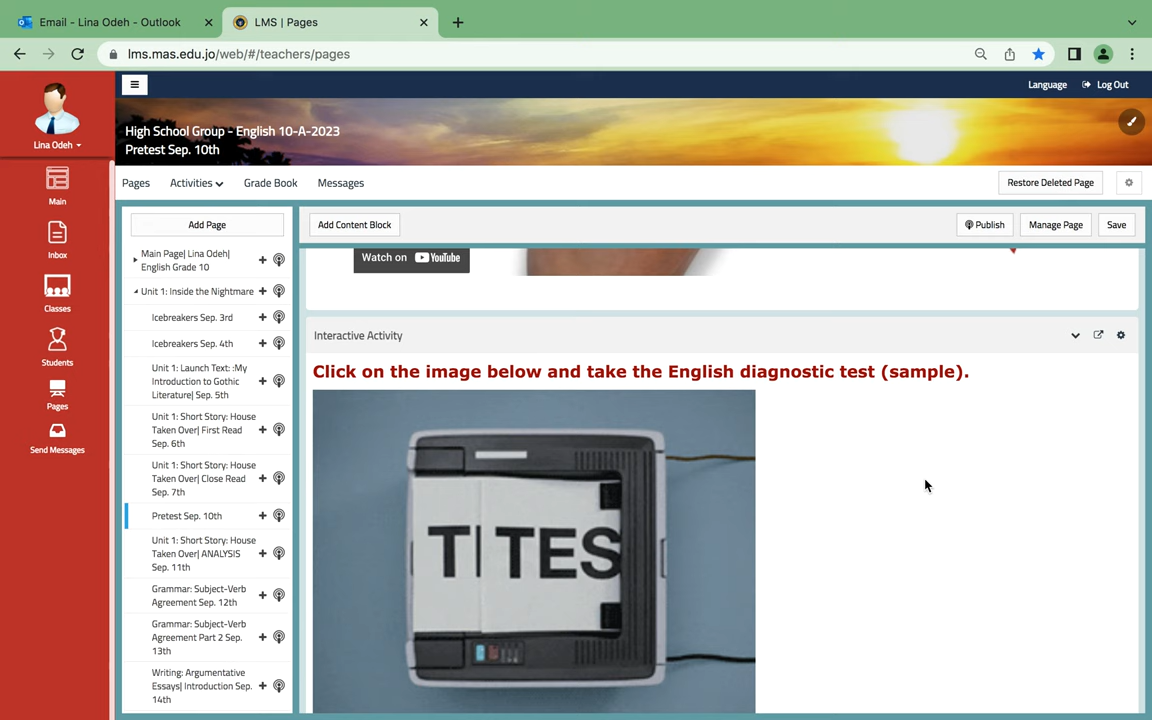 Email - Lina Odeh - Outlook
LMS | Pages
lms.mas.edu.jo/web/#/teachers/pages
Language
Log Out
High School Group - English 10-A-2023
Pretest Sep. 10th
Lina Odeh
Pages
Activities
Grade Book
Messages
Restore Deleted Page
Main
Inbox
Classes
Students
Pages
Send Messages
Add Page
Main Page| Lina Odeh|
English Grade 10
Unit 1: Inside the Nightmare
Icebreakers Sep. 3rd
Icebreakers Sep. 4th
Unit 1: Launch Text: :My
Introduction to Gothic
Literature| Sep. 5th
Unit 1: Short Story: House
Taken Over| First Read
Sep. 6th
Unit 1: Short Story: House
Taken Over| Close Read
Sep. 7th
Pretest Sep. 10th
Unit 1: Short Story: House
Taken Over| ANALYSIS
Sep. 11th
Grammar: Subject-Verb
Agreement Sep. 12th
Grammar: Subject-Verb
Agreement Part 2 Sep.
13th
Writing: Argumentative
Essays| Introduction Sep.
14th
Add Content Block
Publish
Manage Page
Save
Watch on YouTube
Interactive Activity
Click on the image below and take the English diagnostic test (sample).
T TES